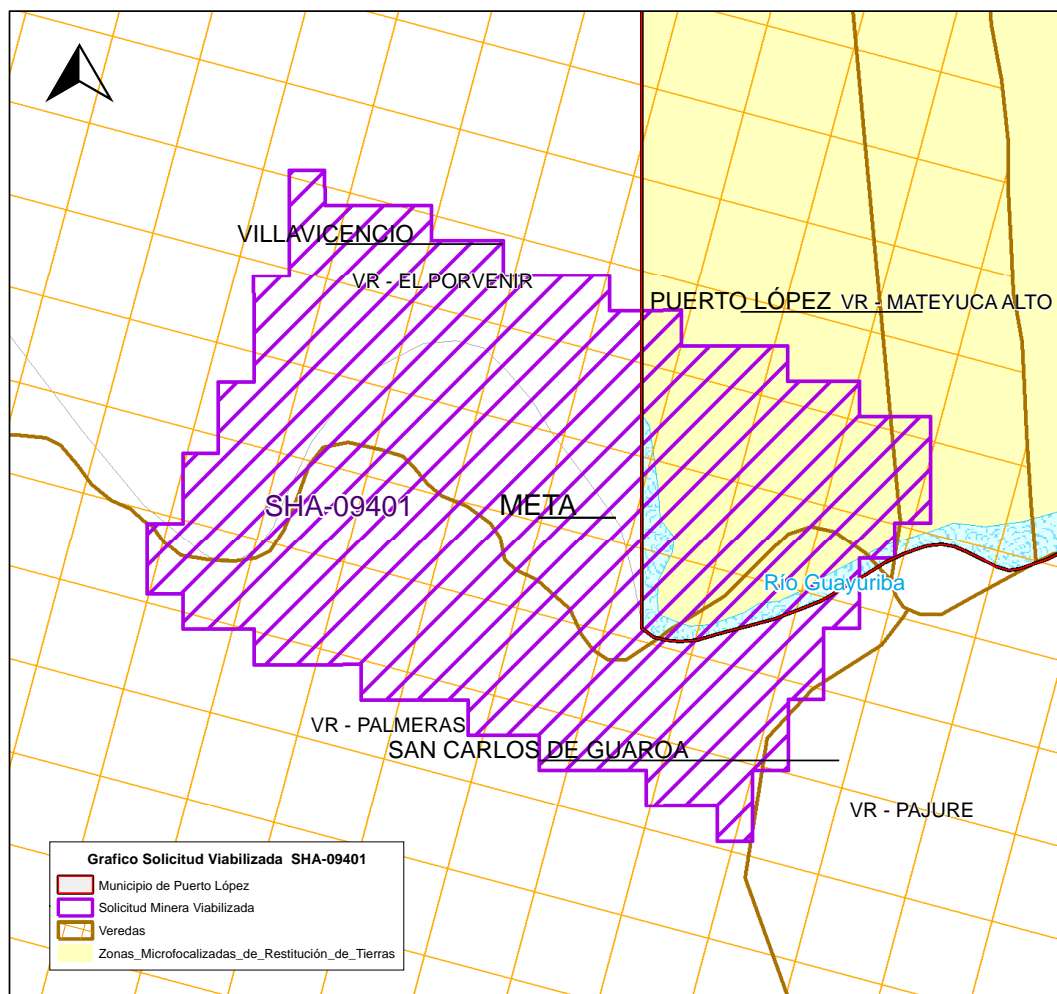 VILLAVICENCIO
VR - EL PORVENIR
PUERTO LÓPEZ VR - MATEYUCA ALTO
SHA-09401
META
Río Guayuriba
VR - PALMERAS
SAN CARLOS DE GUAROA
VR - PAJURE
Grafico Solicitud Viabilizada SHA-09401
Municipio de Puerto López
Solicitud Minera Viabilizada
Veredas
Zonas_Microfocalizadas_de_Restitución_de_Tierras